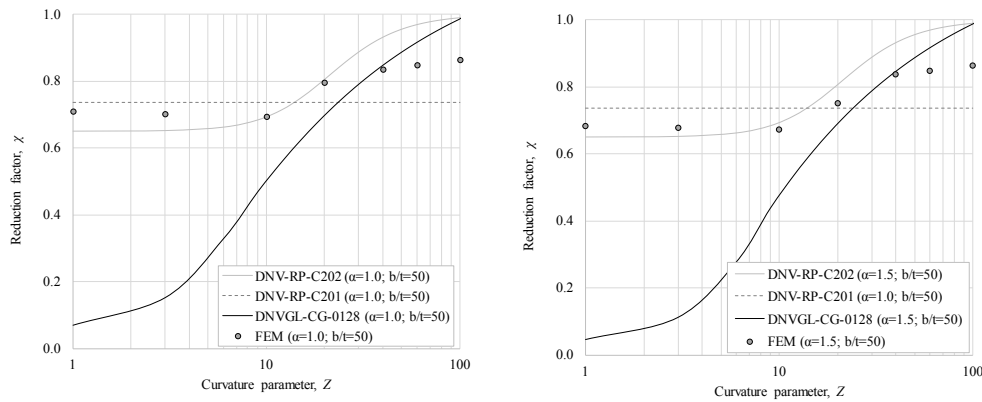 1.0
0.8
0.6
0.4
0.2
0.0
Reduction factor, χ
DNV-RP-C202 (α=1.0; b/t=50)
DNV-RP-C201 (α=1.0; b/t=50)
DNVGL-CG-0128 (α=1.0; b/t=50)
FEM (α=1.0; b/t=50)
1
10
100
Curvature parameter, Z
1.0
0.8
0.6
0.4
0.2
0.0
Reduction factor, χ
DNV-RP-C202 (α=1.5; b/t=50)
DNV-RP-C201 (α=1.0; b/t=50)
DNVGL-CG-0128 (α=1.5; b/t=50)
FEM (α=1.5; b/t=50)
1
10
100
Curvature parameter, Z